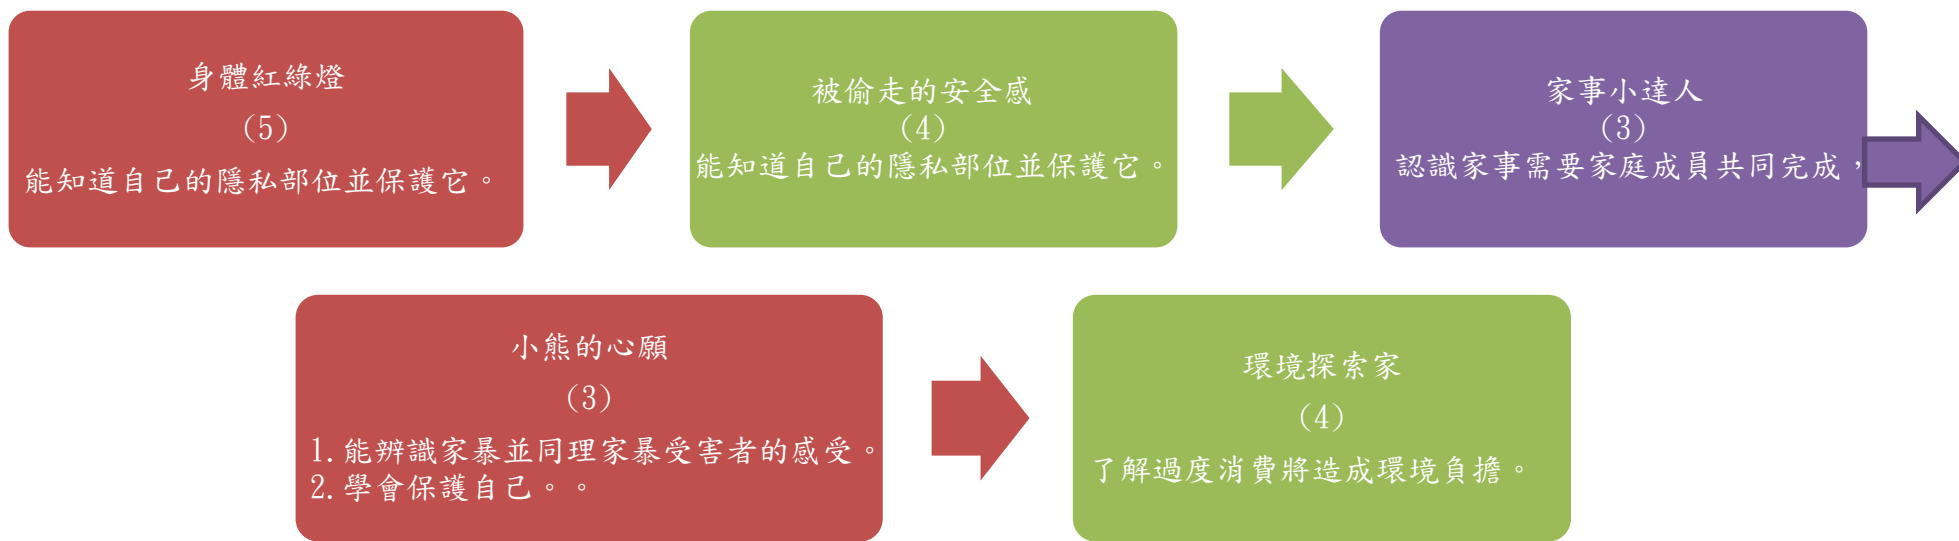 身體紅綠燈
(5)
能知道自己的隱私部位並保護它。
被偷走的安全感
(4)
能知道自己的隱私部位並保護它。
家事小達人
(3)
認識家事需要家庭成員共同完成，
小熊的心願
(3)
1.能辨識家暴並同理家暴受害者的感受。
2.學會保護自己。。
環境探索家
(4)
了解過度消費將造成環境負擔。